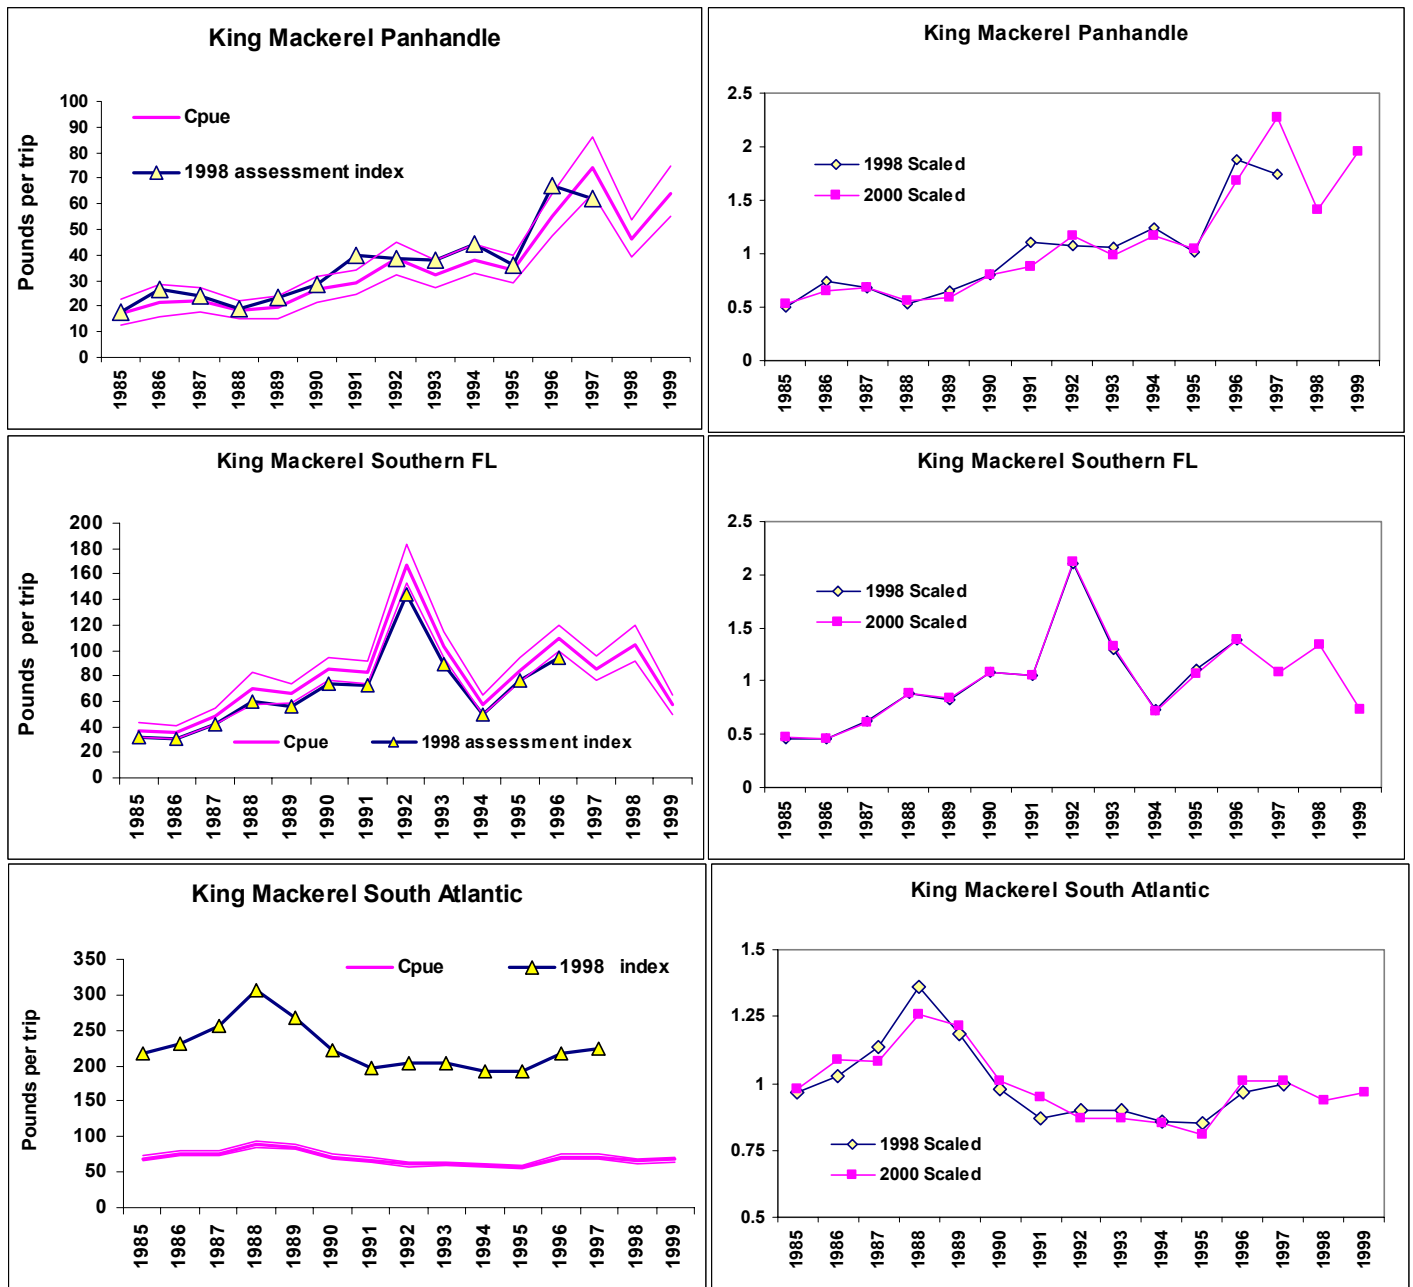 King Mackerel Panhandle
Pounds per trip
100
90
80
70
60
50
40
30
20
10
0
Cpue
1998 assessment index
1985 1986 1987 1988 1989 1990 1991 1992 1993 1994 1995 1996 1997 1998 1999
King Mackerel Panhandle
2.5
2
1.5
1
0.5
0
1998 Scaled
2000 Scaled
1985 1986 1987 1988 1989 1990 1991 1992 1993 1994 1995 1996 1997 1998 1999
King Mackerel Southern FL
Pounds per trip
200
180
160
140
120
100
80
60
40
20
0
Cpue
1998 assessment index
1985 1986 1987 1988 1989 1990 1991 1992 1993 1994 1995 1996 1997 1998 1999
King Mackerel Southern FL
2.5
2
1.5
1
0.5
0
1998 Scaled
2000 Scaled
1985 1986 1987 1988 1989 1990 1991 1992 1993 1994 1995 1996 1997 1998 1999
King Mackerel South Atlantic
Pounds per trip
350
300
250
200
150
100
50
0
Cpue
1998 index
1985 1986 1987 1988 1989 1990 1991 1992 1993 1994 1995 1996 1997 1998 1999
King Mackerel South Atlantic
1.5
1.25
1
0.75
0.5
1998 Scaled
2000 Scaled
1985 1986 1987 1988 1989 1990 1991 1992 1993 1994 1995 1996 1997 1998 1999